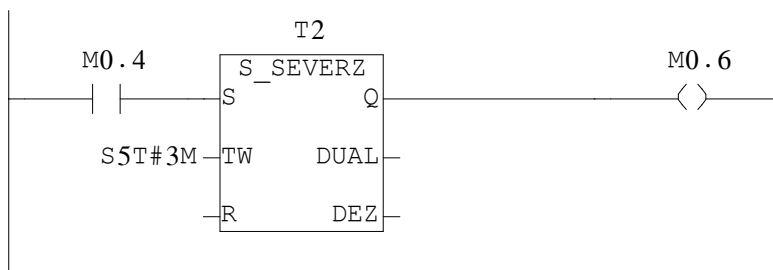 T2
M0.4
S_SEVERZ
M0.6
S
Q
S5T#3M
TW
DUAL
R
DEZ